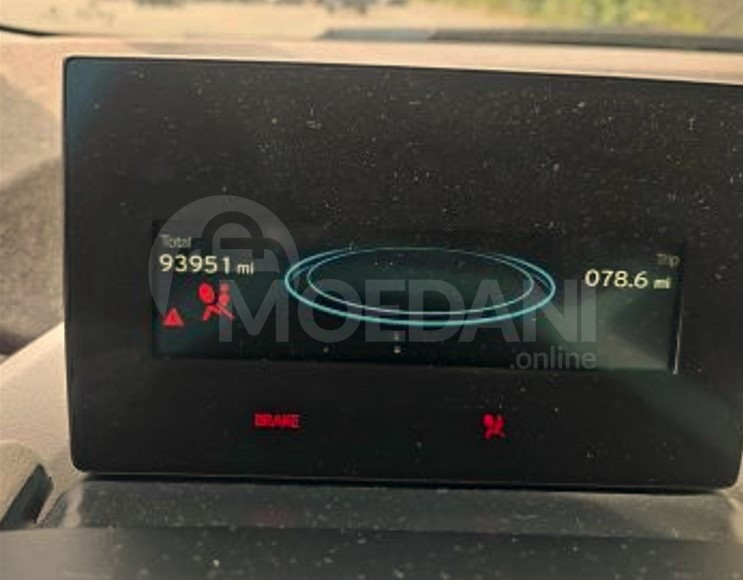 Total
93951 mi
Trip
078.6 mi
MOEDANI
.online
BRAKE